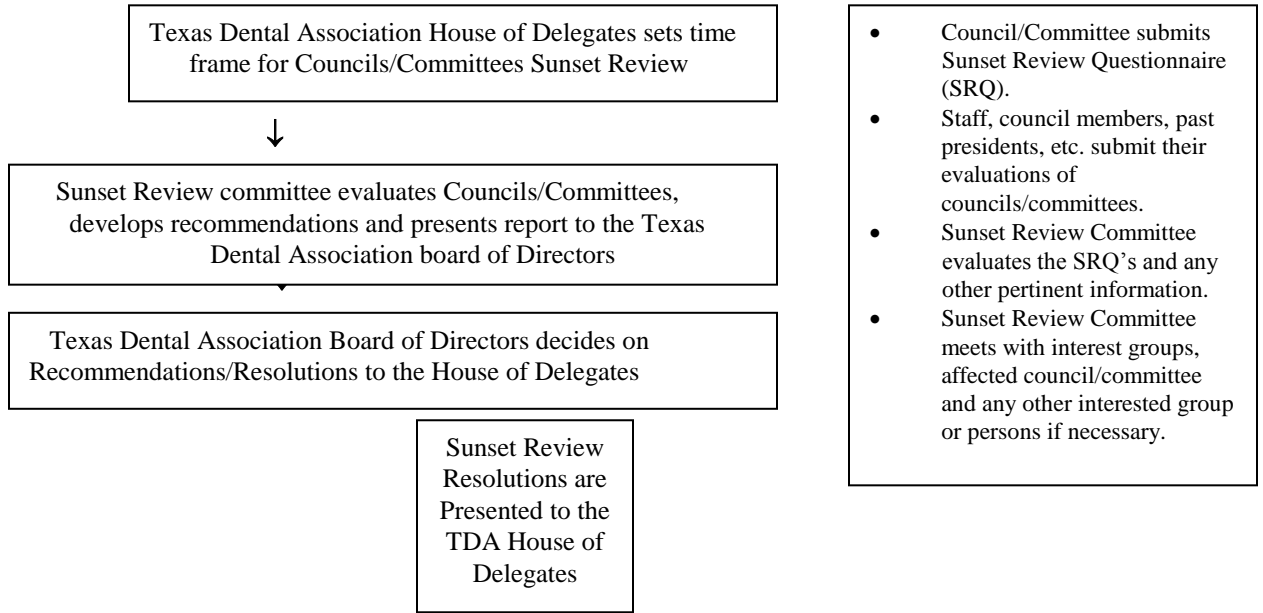 Texas Dental Association House of Delegates sets time
frame for Councils/Committees Sunset Review
↓
Sunset Review committee evaluates Councils/Committees,
develops recommendations and presents report to the Texas
Dental Association board of Directors
Texas Dental Association Board of Directors decides on
Recommendations/Resolutions to the House of Delegates
Sunset Review
Resolutions are
Presented to the
TDA House of
Delegates
• Council/Committee submits
Sunset Review Questionnaire
(SRQ).
• Staff, council members, past
presidents, etc. submit their
evaluations of
councils/committees.
• Sunset Review Committee
evaluates the SRQ’s and any
other pertinent information.
• Sunset Review Committee
meets with interest groups,
affected council/committee
and any other interested group
or persons if necessary.